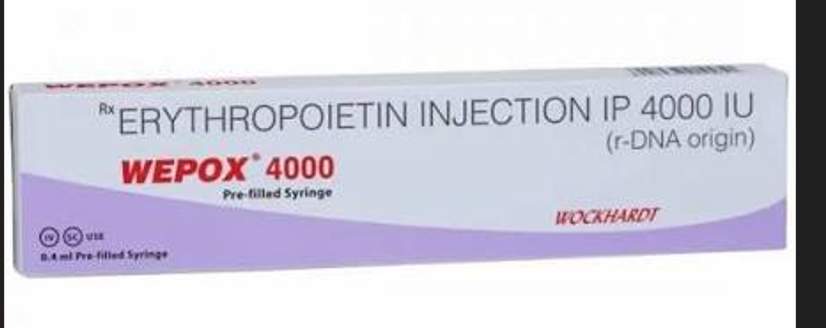 WEPOX 4000
Rx ERYTHROPOIETIN INJECTION IP 4000 IU
(r-DNA origin)
WEPOX® 4000
Pre-filled Syringe
WOCKHARDT
IV SC USE
0.4 ml Pre-filled Syringe